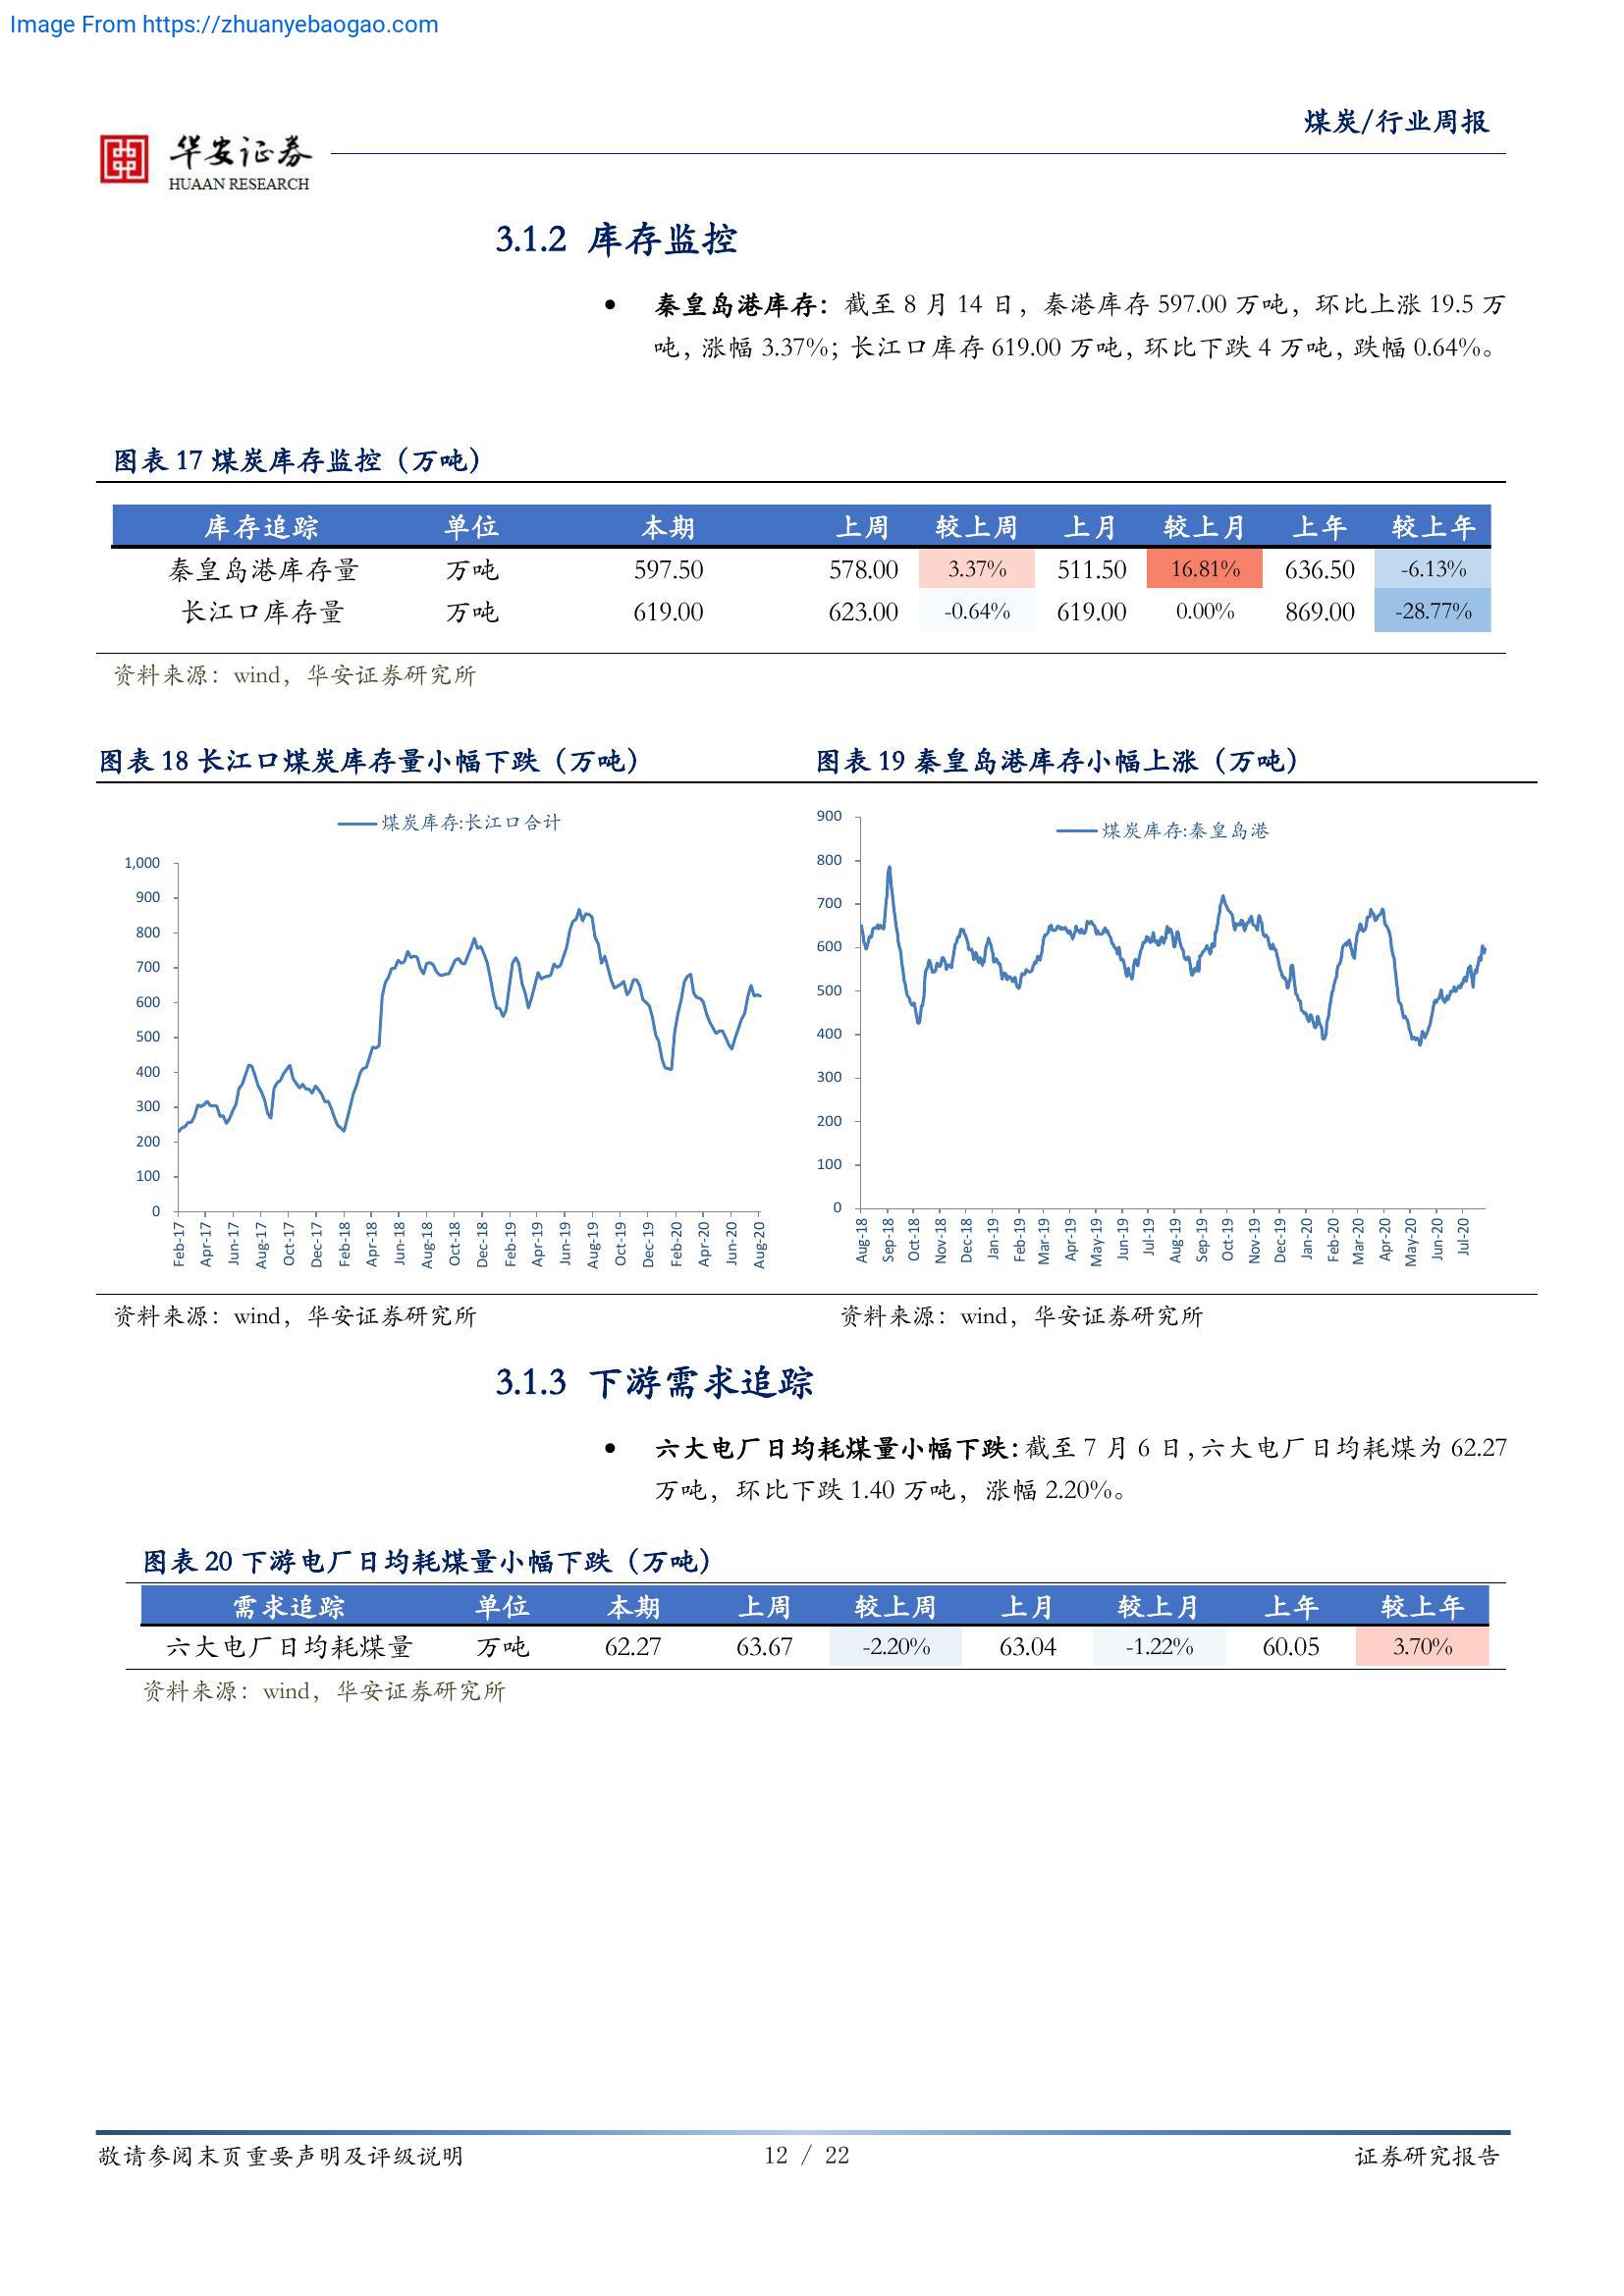 Image From https://zhuanyebaogao.com
煤炭/行业周报
华安证券
HUAAN RESEARCH
3.1.2 库存监控
• 秦皇岛港库存：截至 8 月 14 日，秦港库存 597.00 万吨，环比上涨 19.5 万
吨，涨幅 3.37%；长江口库存 619.00 万吨，环比下跌 4 万吨，跌幅 0.64%。
图表 17 煤炭库存监控（万吨）
库存追踪 单位 本期 上周 较上周 上月 较上月 上年 较上年
秦皇岛港库存量 万吨 597.50 578.00 3.37% 511.50 16.81% 636.50 -6.13%
长江口库存量 万吨 619.00 623.00 -0.64% 619.00 0.00% 869.00 -28.77%
资料来源：wind，华安证券研究所
图表 18 长江口煤炭库存量小幅下跌（万吨）
煤炭库存:长江口合计
1,000
900
800
700
600
500
400
300
200
100
0
Feb-17 Apr-17 Jun-17 Aug-17 Oct-17 Dec-17 Feb-18 Apr-18 Jun-18 Aug-18 Oct-18 Dec-18 Feb-19 Apr-19 Jun-19 Aug-19 Oct-19 Dec-19 Feb-20 Apr-20 Jun-20 Aug-20
资料来源：wind，华安证券研究所
图表 19 秦皇岛港库存小幅上涨（万吨）
煤炭库存:秦皇岛港
900
800
700
600
500
400
300
200
100
0
Aug-18 Sep-18 Oct-18 Nov-18 Dec-18 Jan-19 Feb-19 Mar-19 Apr-19 May-19 Jun-19 Jul-19 Aug-19 Sep-19 Oct-19 Nov-19 Dec-19 Jan-20 Feb-20 Mar-20 Apr-20 May-20 Jun-20 Jul-20
资料来源：wind，华安证券研究所
3.1.3 下游需求追踪
• 六大电厂日均耗煤量小幅下跌：截至 7 月 6 日，六大电厂日均耗煤为 62.27
万吨，环比下跌 1.40 万吨，涨幅 2.20%。
图表 20 下游电厂日均耗煤量小幅下跌（万吨）
需求追踪 单位 本期 上周 较上周 上月 较上月 上年 较上年
六大电厂日均耗煤量 万吨 62.27 63.67 -2.20% 63.04 -1.22% 60.05 3.70%
资料来源：wind，华安证券研究所
敬请参阅末页重要声明及评级说明 12 / 22 证券研究报告